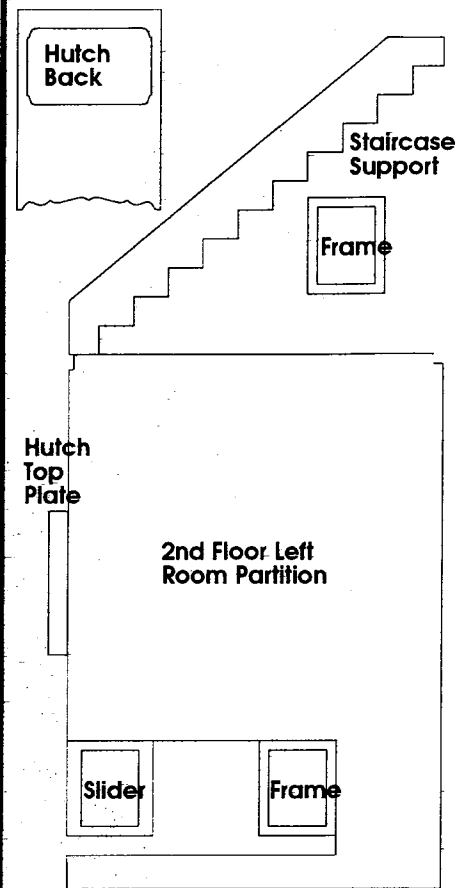 Hutch
Back
Staircase
Support
Frame
Hutch
Top
Plate
2nd Floor Left
Room Partition
Slider
Frame